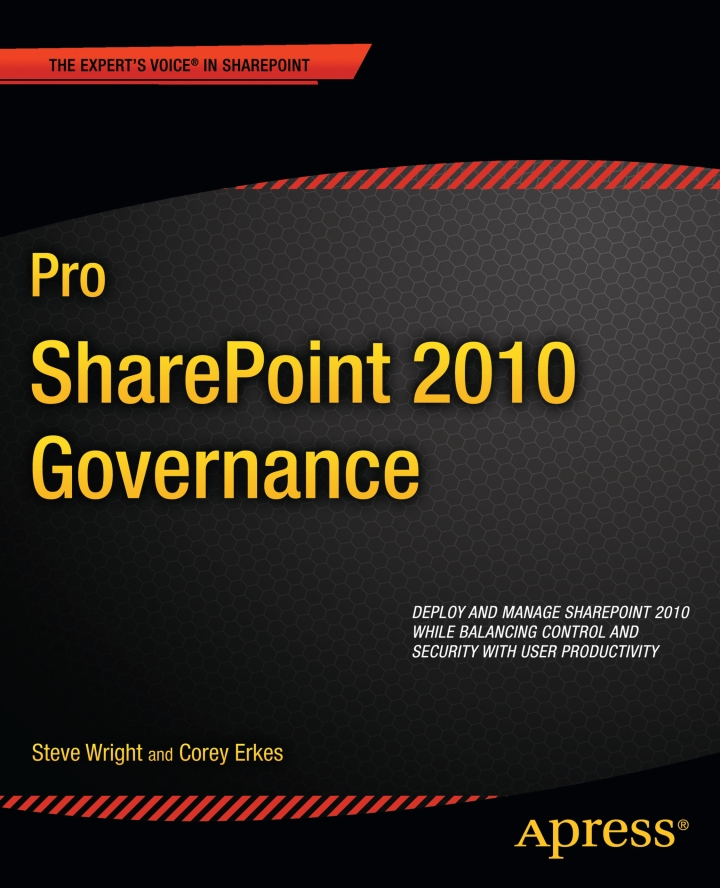 THE EXPERT'S VOICE® IN SHAREPOINT
Pro
SharePoint 2010
Governance
DEPLOY AND MANAGE SHAREPOINT 2010
WHILE BALANCING CONTROL AND
SECURITY WITH USER PRODUCTIVITY
Steve Wright and Corey Erkes
Apress®